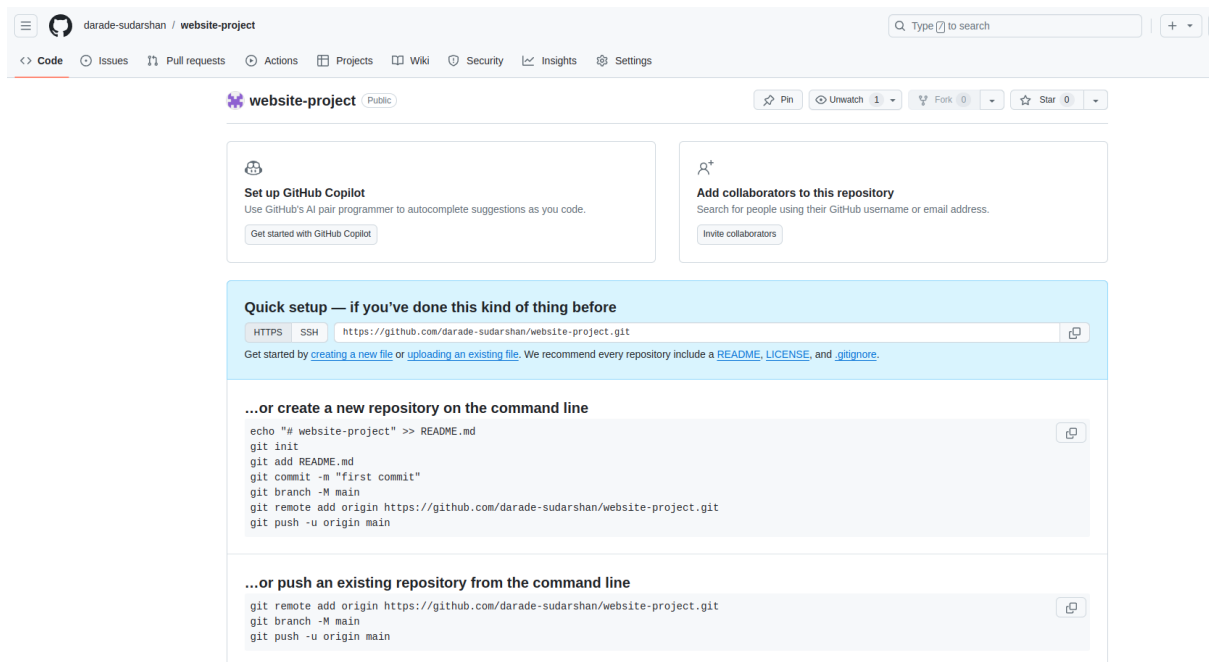 darade-sudarshan / website-project
Type / to search
Code Issues Pull requests Actions Projects Wiki Security Insights Settings
website-project Public
Pin Unwatch 1 Fork 0 Star 0
Set up GitHub Copilot
Use GitHub's AI pair programmer to autocomplete suggestions as you code.
Get started with GitHub Copilot
Add collaborators to this repository
Search for people using their GitHub username or email address.
Invite collaborators
Quick setup — if you’ve done this kind of thing before
HTTPS SSH https://github.com/darade-sudarshan/website-project.git
Get started by creating a new file or uploading an existing file. We recommend every repository include a README, LICENSE, and .gitignore.
…or create a new repository on the command line
echo "# website-project" >> README.md
git init
git add README.md
git commit -m "first commit"
git branch -M main
git remote add origin https://github.com/darade-sudarshan/website-project.git
git push -u origin main
…or push an existing repository from the command line
git remote add origin https://github.com/darade-sudarshan/website-project.git
git branch -M main
git push -u origin main